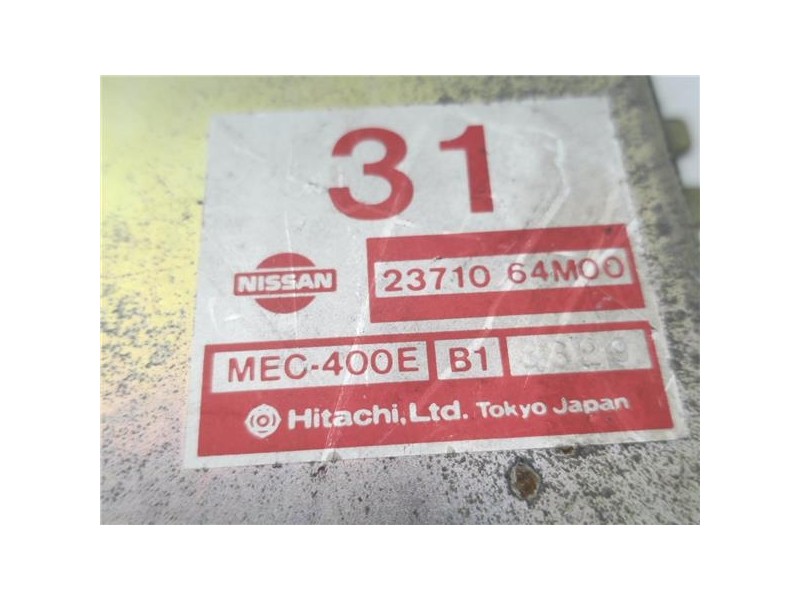 31
NISSAN
23710 64M00
MEC-400E B1
Hitachi, Ltd. Tokyo Japan